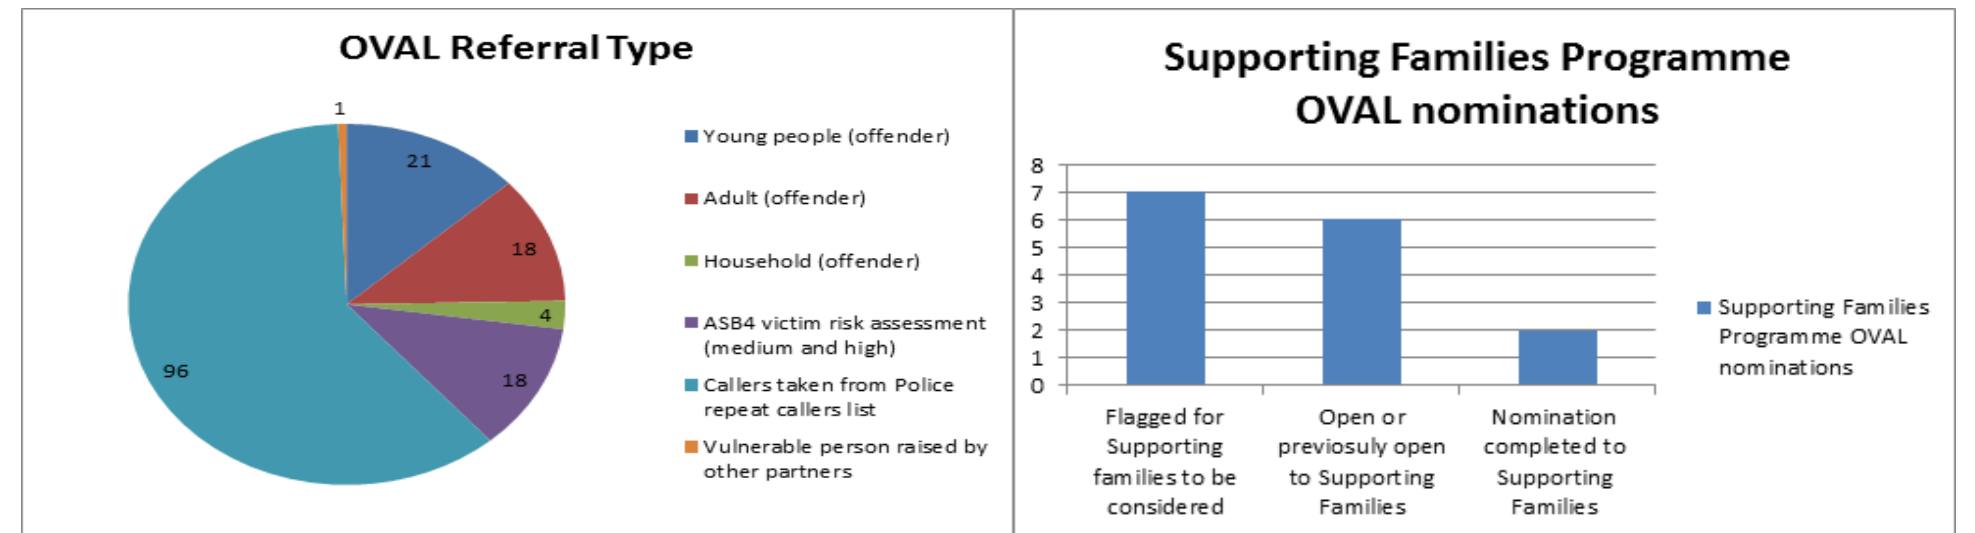 OVAL Referral Type
1
21
18
4
18
96
Young people (offender)
Adult (offender)
Household (offender)
ASB4 victim risk assessment
(medium and high)
Callers taken from Police
repeat callers list
Vulnerable person raised by
other partners
Supporting Families Programme
OVAL nominations
8
7
6
5
4
3
2
1
0
Flagged for
Supporting
families to be
considered
Open or
previosuly open
to Supporting
Families
Nomination
completed to
Supporting
Families
Supporting Families
Programme OVAL
nominations